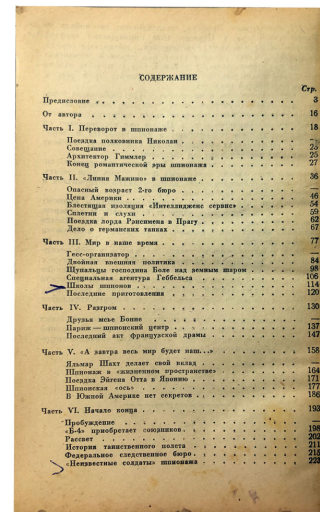 СОДЕРЖАНИЕ
Стр.
Предисловие . . . . . . . . . . . . . . . . 3
От автора . . . . . . . . . . . . . . . . 16
Часть I. Переворот в шпионаже . . . . . . . . . . 18
Поездка полковника Николаи . . . . . . . . . . —
Совещание . . . . . . . . . . . . . . 23
Архитектор Гиммлер . . . . . . . . . . . . 25
Конец романтической эры шпионажа . . . . . . . . 27
Часть II. «Линия Мажино» в шпионаже . . . . . . . . 36
Опасный возраст 2-го бюро . . . . . . . . . . —
Цена Америки . . . . . . . . . . . . . 46
Блестящая изоляция «Интеллидженс сервис» . . . . . . 54
Сплетни и слухи . . . . . . . . . . . . . 59
Поездка лорда Рэнсимена в Прагу . . . . . . . . 62
Дело о германских танках . . . . . . . . . . 67
Часть III. Мир в наше время . . . . . . . . . . 77
Гесс-организатор . . . . . . . . . . . . —
Двойная внешняя политика . . . . . . . . . . 84
Щупальцы господина Боле над земным шаром . . . . . . 98
Специальная агентура Геббельса . . . . . . . . 106
Школы шпионов . . . . . . . . . . . . . 114
Последние приготовления . . . . . . . . . . 120
Часть IV. Разгром . . . . . . . . . . . . . 130
Друзья мсье Бонне . . . . . . . . . . . . —
Париж — шпионский центр . . . . . . . . . . 137
Последний акт французской драмы . . . . . . . . 147
Часть V. «А завтра весь мир будет наш...» . . . . . . 158
Яльмар Шахт делает свой вклад . . . . . . . . —
Шпионаж в «жизненном пространстве» . . . . . . . 164
Поездка Эйгена Отта в Японию . . . . . . . . . 171
Шпионская «ось» . . . . . . . . . . . . 177
В Южной Америке нет секретов . . . . . . . . . 186
Часть VI. Начало конца . . . . . . . . . . . 193
Пробуждение . . . . . . . . . . . . . . —
«Б-4» приобретает союзников . . . . . . . . . 198
Рассвет . . . . . . . . . . . . . . . 202
История таинственного полета . . . . . . . . . 211
Федеральное следственное бюро . . . . . . . . . 215
«Неизвестные солдаты» шпионажа . . . . . . . . 223